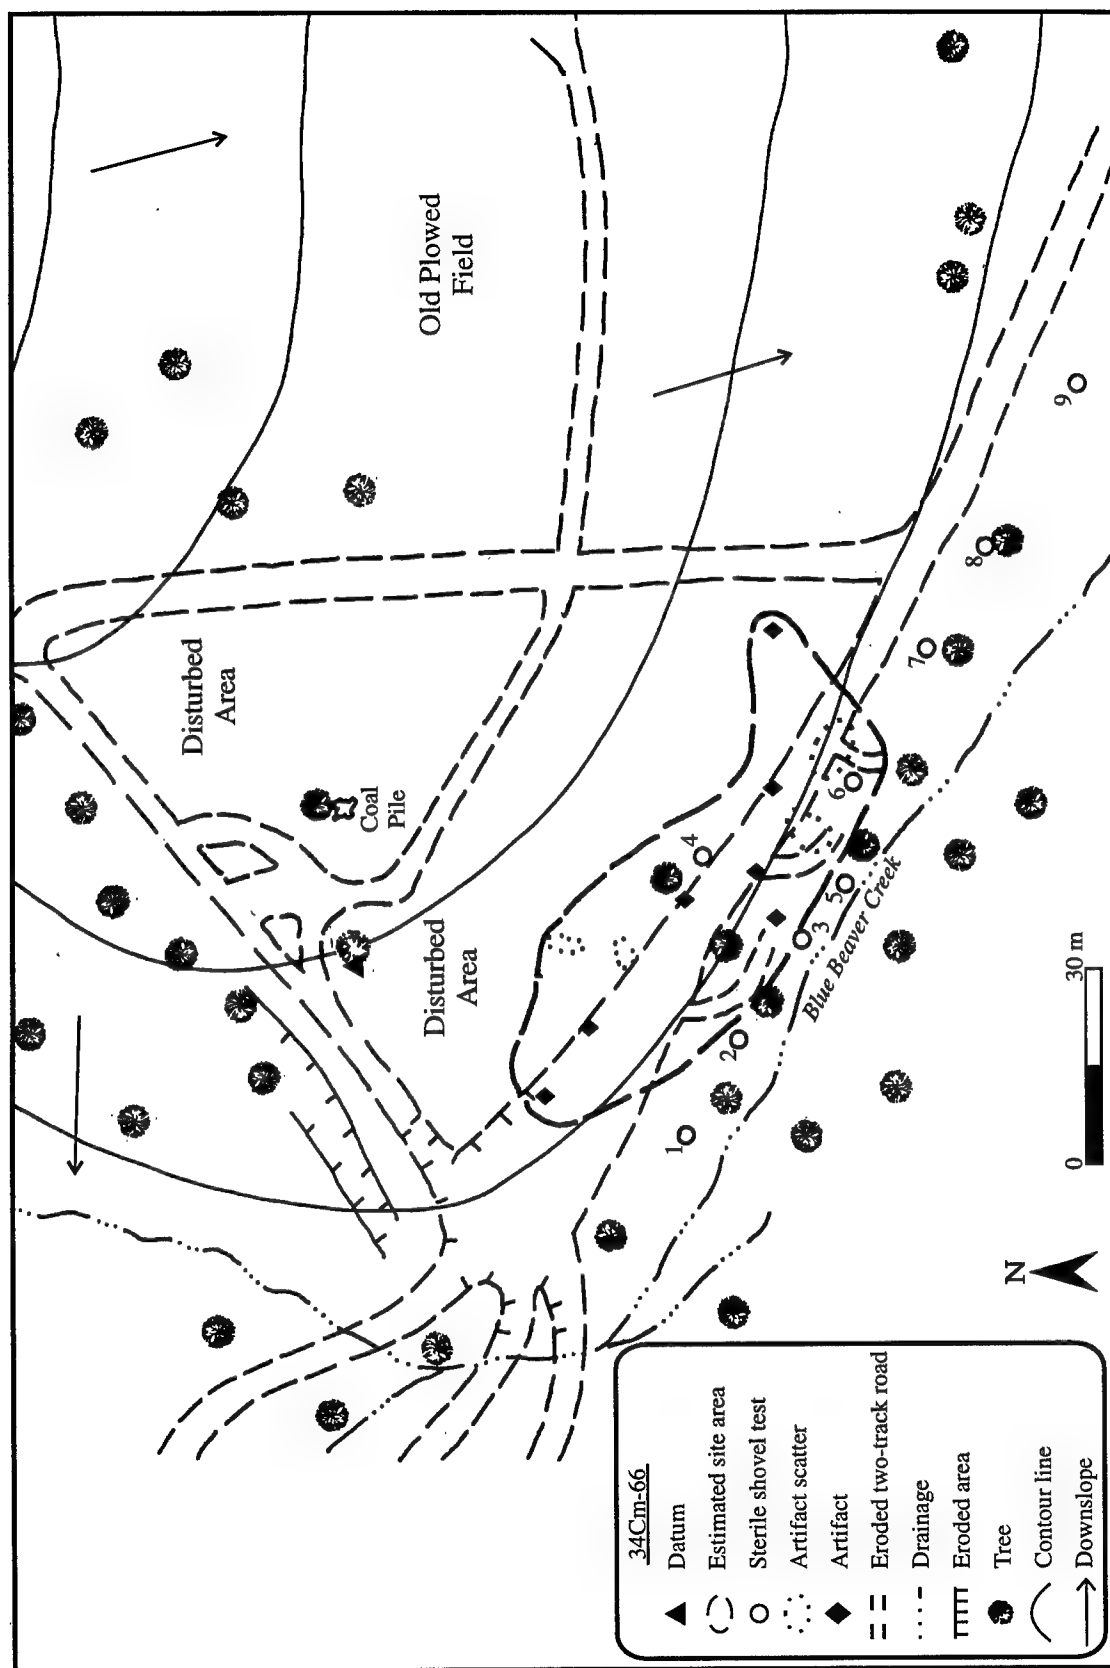 Old Plowed
Field
Disturbed
Area
Coal
Pile
Disturbed
Area
1
2
3
4
5
6
7
8
9
Blue Beaver Creek
0
30 m
N
34Cm-66
Datum
Estimated site area
Sterile shovel test
Artifact scatter
Artifact
Eroded two-track road
Drainage
Eroded area
Tree
Contour line
Downslope